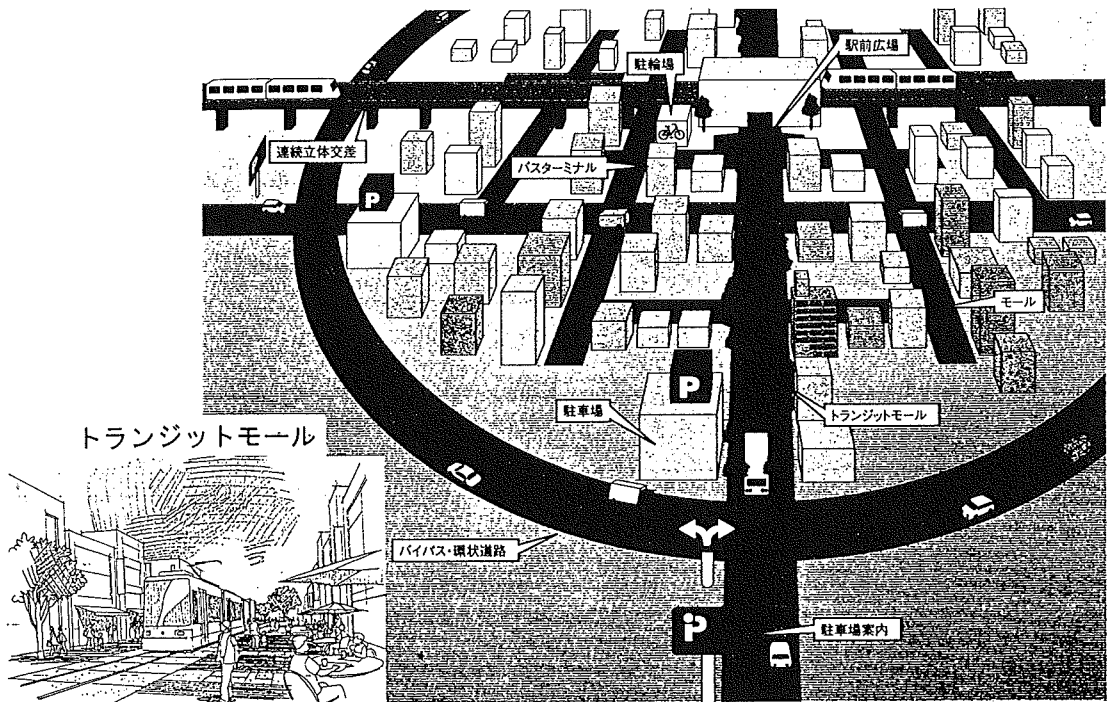 駅前広場
駐輪場
連続立体交差
バスターミナル
P
モール
P
駐車場
トランジットモール
トランジットモール
バイパス・環状道路
P
駐車場案内